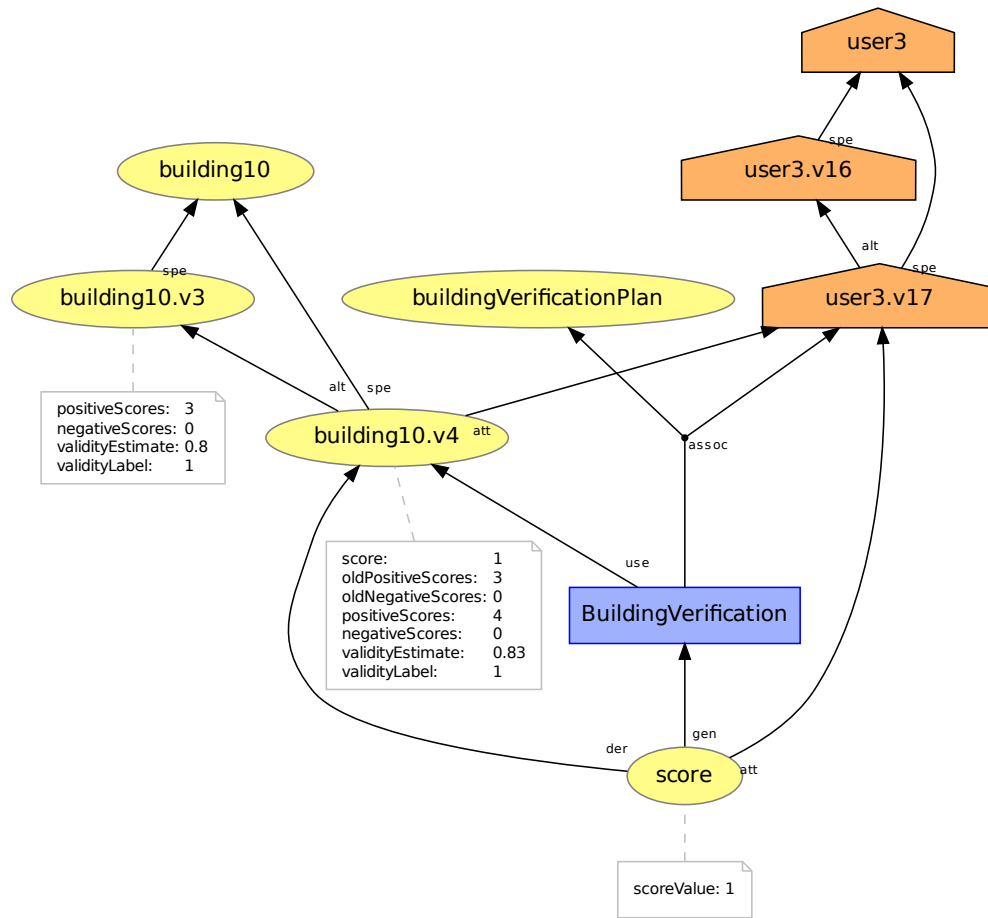 user3
building10
user3.v16
spe
alt
spe
spe
building10.v3
buildingVerificationPlan
user3.v17
alt
spe
positiveScores: 3
negativeScores: 0
validityEstimate: 0.8
validityLabel: 1
building10.v4
att
assoc
score: 1
oldPositiveScores: 3
oldNegativeScores: 0
positiveScores: 4
negativeScores: 0
validityEstimate: 0.83
validityLabel: 1
use
BuildingVerification
der
gen
score
att
scoreValue: 1